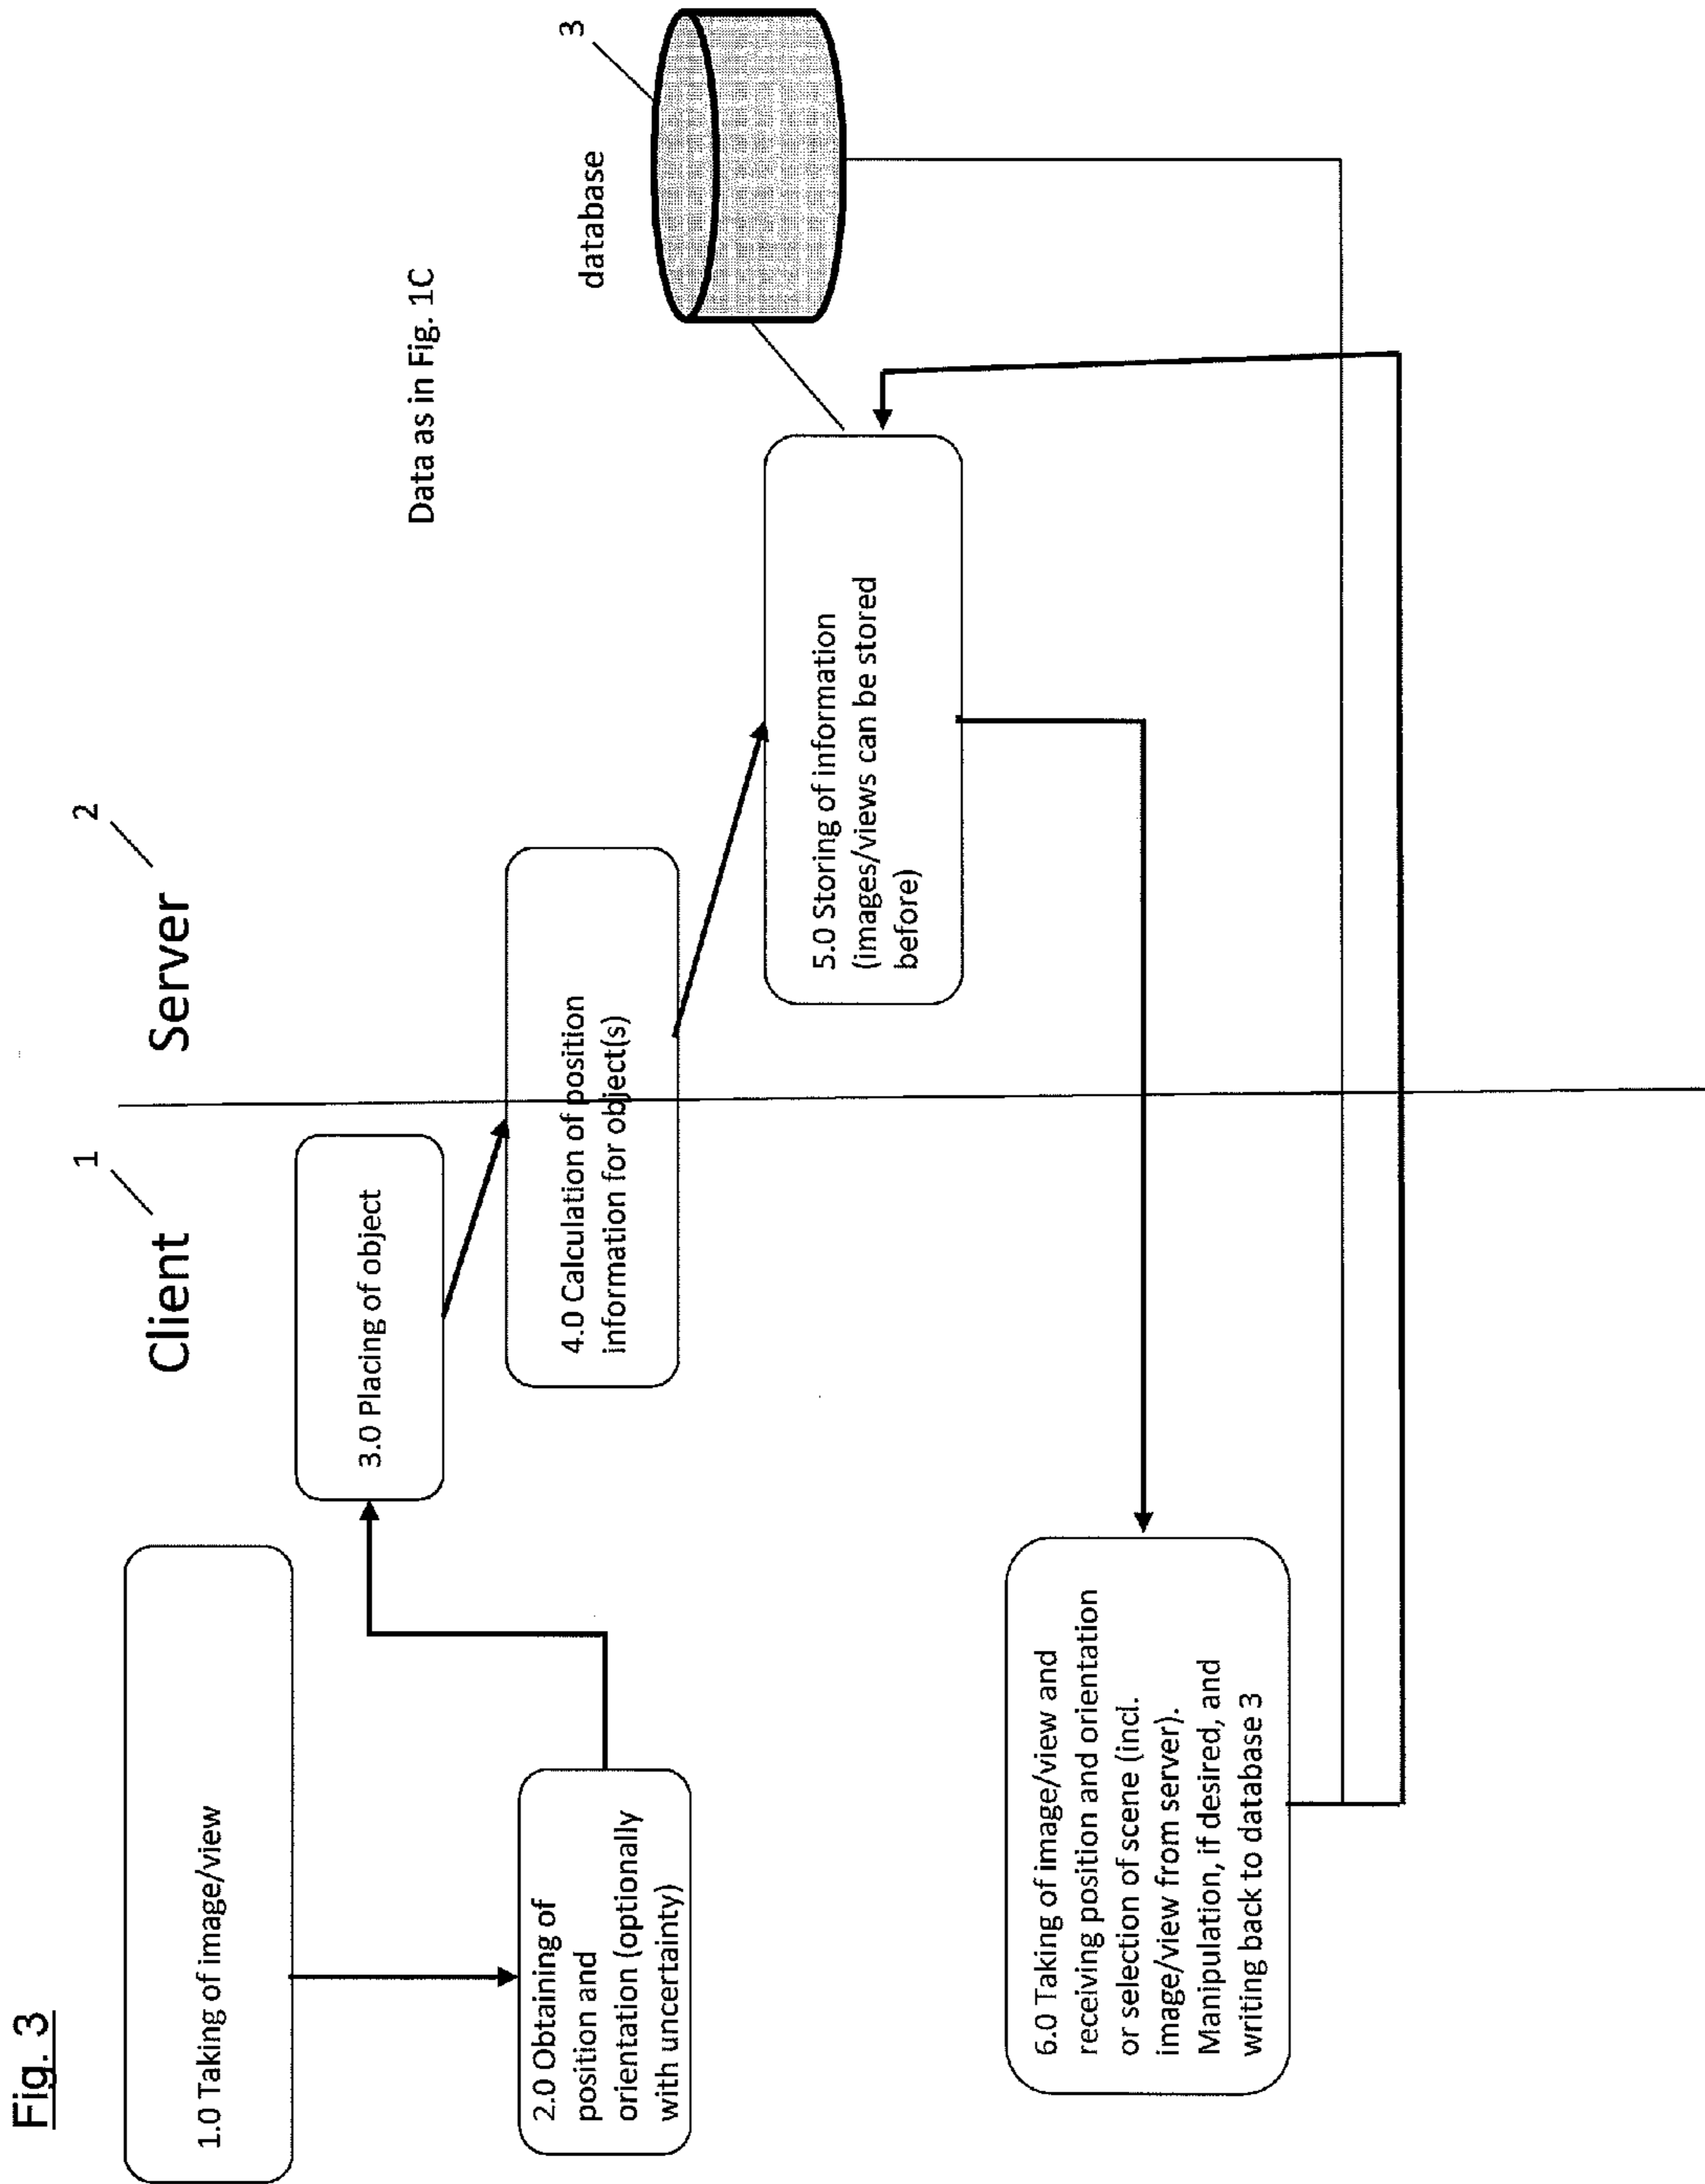 Fig. 3
Client
1
Server
2
1.0 Taking of image/view
2.0 Obtaining of
position and
orientation (optionally
with uncertainty)
3.0 Placing of object
4.0 Calculation of position
information for object(s)
5.0 Storing of information
(images/views can be stored
before)
Data as in Fig. 1C
database
3
6.0 Taking of image/view and
receiving position and orientation
or selection of scene (incl.
image/view from server).
Manipulation, if desired, and
writing back to database 3